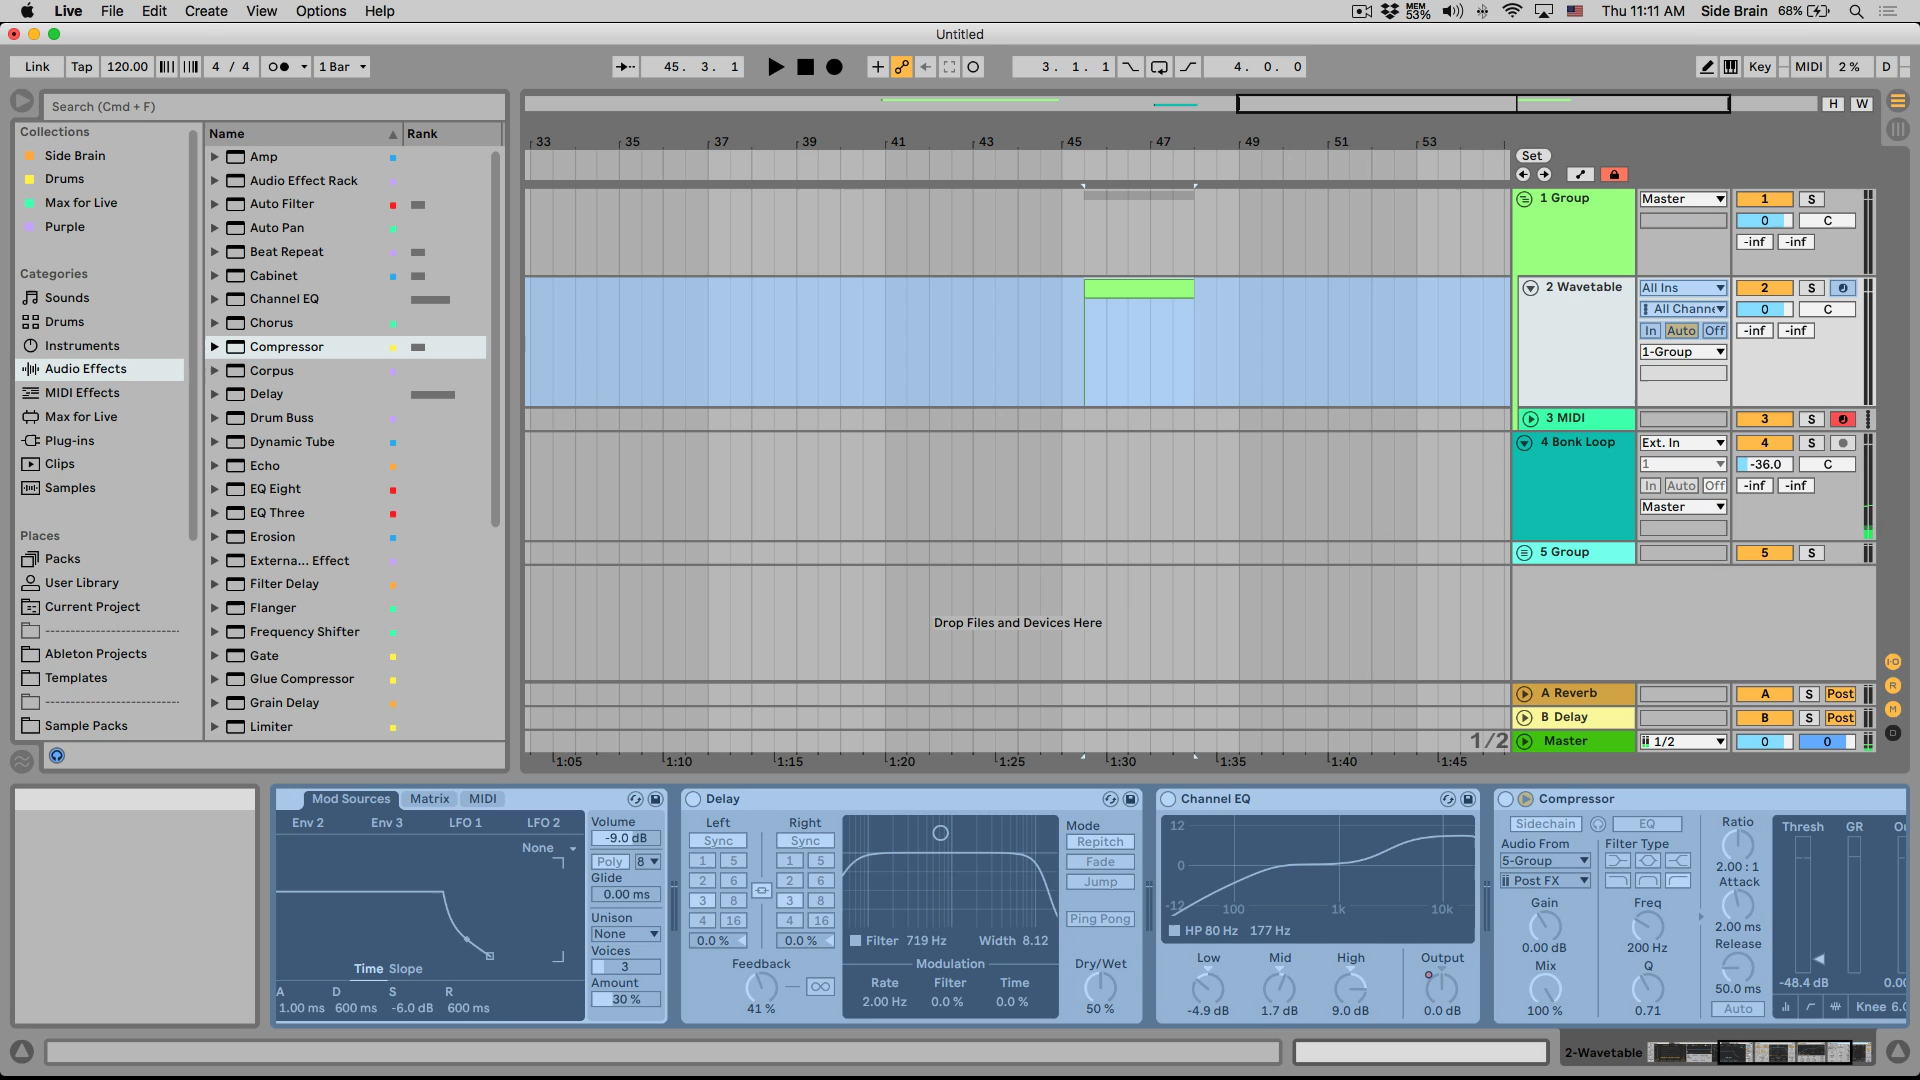 Live File Edit Create View Options Help
MEM 53% Thu 11:11 AM Side Brain 68%
Untitled
Link Tap 120.00 4 / 4 1 Bar 45. 3. 1 3. 1. 1 4. 0. 0 Key MIDI 2 % D
Search (Cmd + F)
H W
Collections
Side Brain
Drums
Max for Live
Purple
Categories
Sounds
Drums
Instruments
Audio Effects
MIDI Effects
Max for Live
Plug-ins
Clips
Samples
Places
Packs
User Library
Current Project
--------------------------
Ableton Projects
Templates
--------------------------
Sample Packs
Name Rank
Amp
Audio Effect Rack
Auto Filter
Auto Pan
Beat Repeat
Cabinet
Channel EQ
Chorus
Compressor
Corpus
Delay
Drum Buss
Dynamic Tube
Echo
EQ Eight
EQ Three
Erosion
Externa... Effect
Filter Delay
Flanger
Frequency Shifter
Gate
Glue Compressor
Grain Delay
Limiter
33 35 37 39 41 43 45 47 49 51 53
Set
1 Group Master 1 S
0 C
-inf -inf
2 Wavetable All Ins 2 S
All Channe 0 C
In Auto Off -inf -inf
1-Group
3 MIDI 3 S
4 Bonk Loop Ext. In 4 S
1 -36.0 C
In Auto Off -inf -inf
Master
5 Group 5 S
Drop Files and Devices Here
I·O
R
M
D
A Reverb A S Post
B Delay B S Post
1/2 Master 1/2 0 0
1:05 1:10 1:15 1:20 1:25 1:30 1:35 1:40 1:45
Mod Sources Matrix MIDI
Env 2 Env 3 LFO 1 LFO 2
None
Time Slope
A D S R
1.00 ms 600 ms -6.0 dB 600 ms
Volume
-9.0 dB
Poly 8
Glide
0.00 ms
Unison
None
Voices
3
Amount
30 %
Delay
Left Right
Sync Sync
1 5 1 5
2 6 2 6
3 8 3 8
4 16 4 16
0.0 % 0.0 %
Feedback
41 %
Filter 719 Hz Width 8.12
Modulation
Rate Filter Time
2.00 Hz 0.0 % 0.0 %
Mode
Repitch
Fade
Jump
Ping Pong
Dry/Wet
50 %
Channel EQ
12
0
-12 100 1k 10k
HP 80 Hz 177 Hz
Low Mid High Output
-4.9 dB 1.7 dB 9.0 dB 0.0 dB
Compressor
Sidechain EQ
Audio From Filter Type
5-Group
Post FX
Gain Freq
0.00 dB 200 Hz
Mix Q
100 % 0.71
Ratio
2.00 : 1
Attack
2.00 ms
Release
50.0 ms
Auto
Thresh GR Ou
-48.4 dB 0.00
Knee 6.0
2-Wavetable